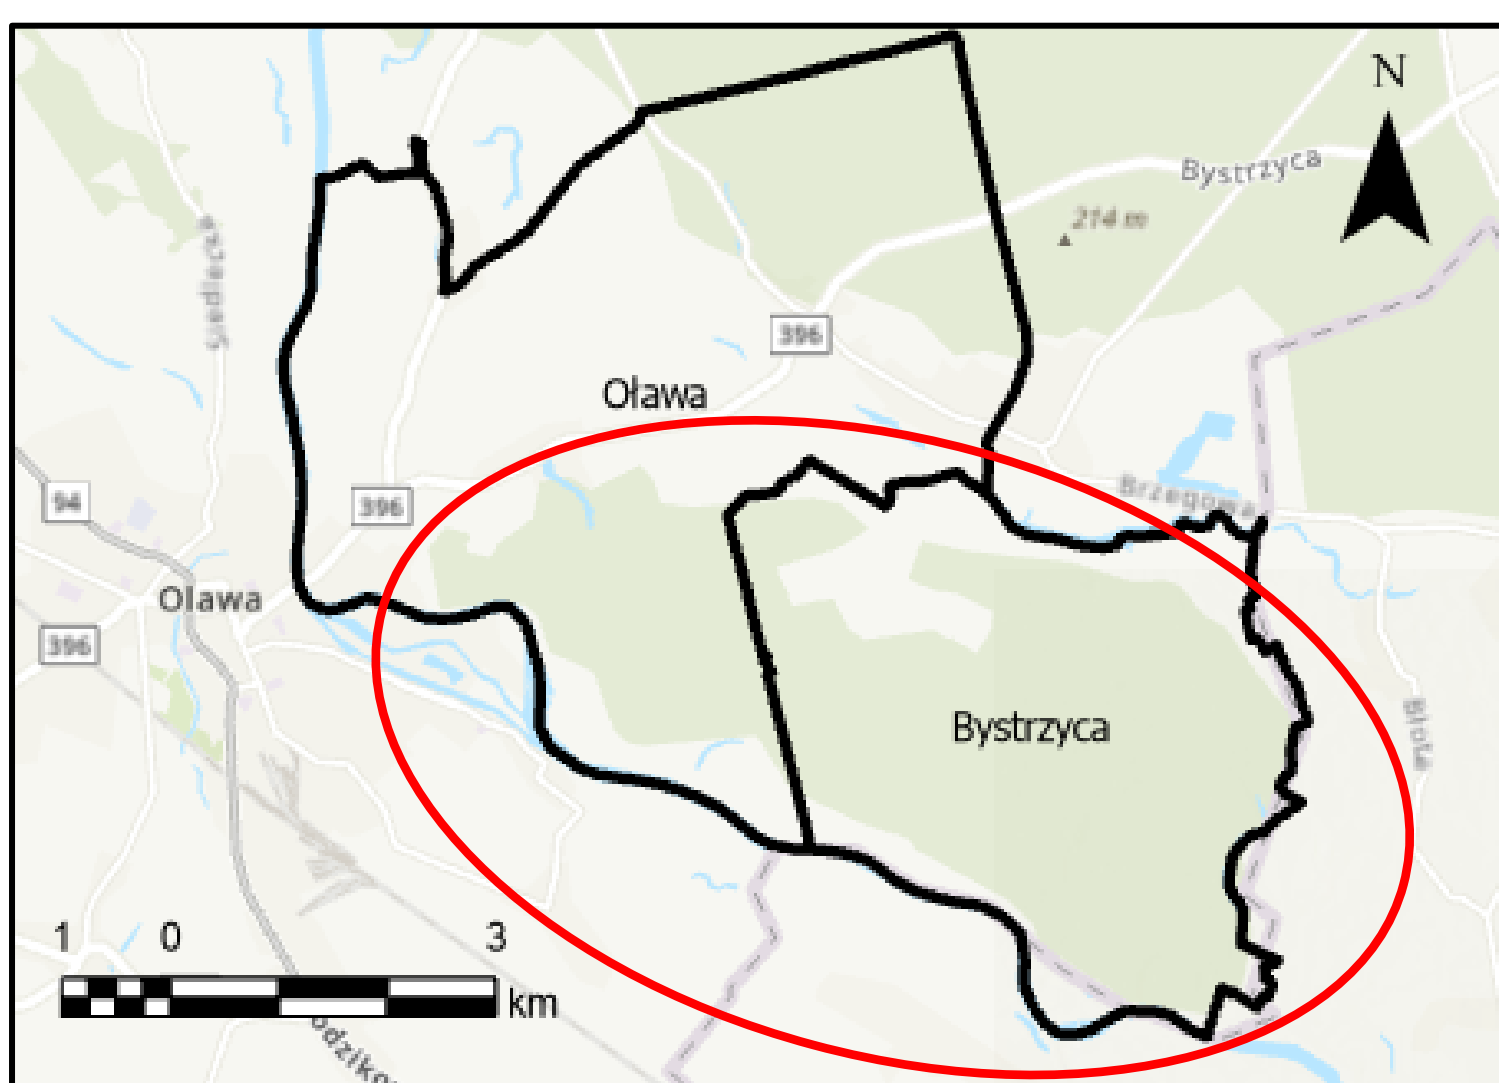 N
Bystrzyca
214 m
Siedlecka
396
Oława
94
396
Brzegowa
Oława
396
Bystrzyca
Błota
1 0 3
km